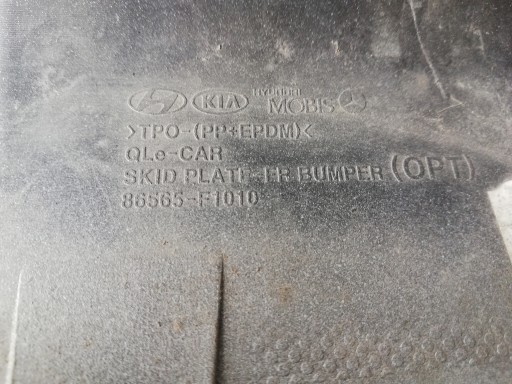 KIA HYUNDAI MOBIS
>TPO-(PP+EPDM)<
QLe-CAR
SKID PLATE-FR BUMPER (OPT)
86565-F1010